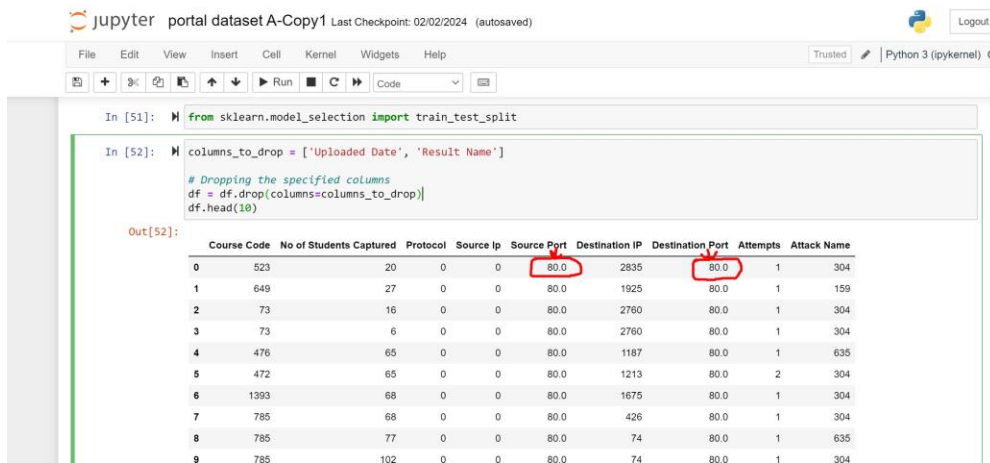 jupyter portal dataset A-Copy1 Last Checkpoint: 02/02/2024 (autosaved)
Logout
File Edit View Insert Cell Kernel Widgets Help
Trusted Python 3 (ipykernel)
Run Code
In [51]: from sklearn.model_selection import train_test_split
In [52]: columns_to_drop = ['Uploaded Date', 'Result Name']
# Dropping the specified columns
df = df.drop(columns=columns_to_drop)
df.head(10)
Out[52]:
Course Code No of Students Captured Protocol Source Ip Source Port Destination IP Destination Port Attempts Attack Name
0 523 20 0 0 80.0 2835 80.0 1 304
1 649 27 0 0 80.0 1925 80.0 1 159
2 73 16 0 0 80.0 2760 80.0 1 304
3 73 6 0 0 80.0 2760 80.0 1 304
4 476 65 0 0 80.0 1187 80.0 1 635
5 472 65 0 0 80.0 1213 80.0 2 304
6 1393 68 0 0 80.0 1675 80.0 1 304
7 785 68 0 0 80.0 426 80.0 1 304
8 785 77 0 0 80.0 74 80.0 1 635
9 785 102 0 0 80.0 74 80.0 1 304